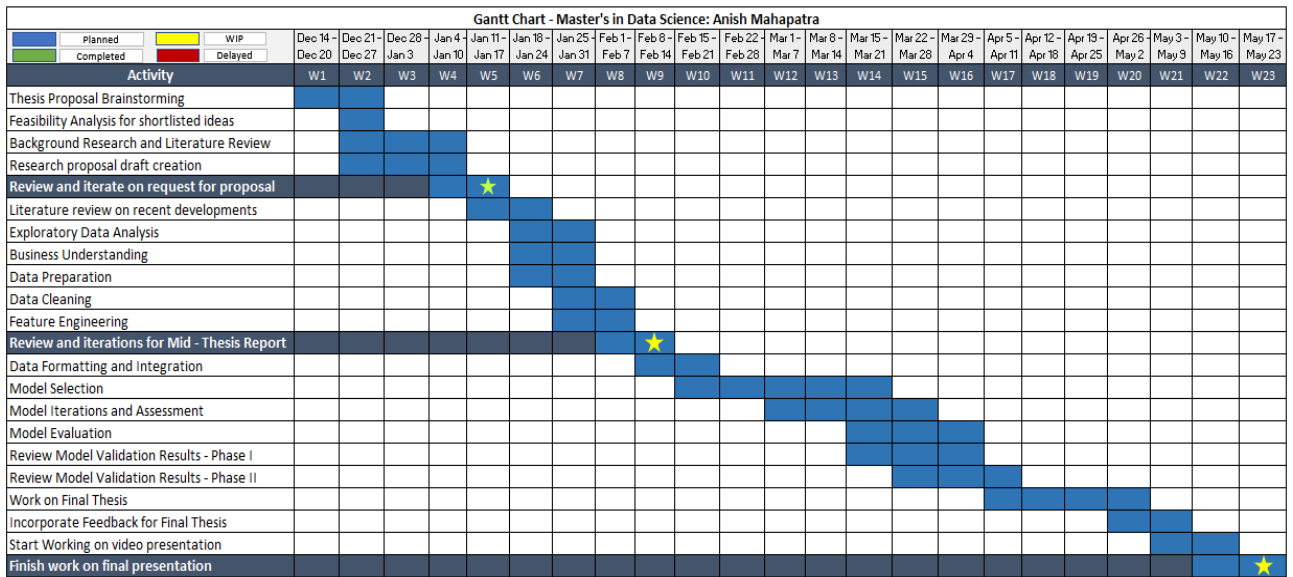 Gantt Chart - Master's in Data Science: Anish Mahapatra
Planned WIP Dec 14 - Dec 21 - Dec 28 - Jan 4 - Jan 11 - Jan 18 - Jan 25 - Feb 1 - Feb 8 - Feb 15 - Feb 22 - Mar 1 - Mar 8 - Mar 15 - Mar 22 - Mar 29 - Apr 5 - Apr 12 - Apr 19 - Apr 26 - May 3 - May 10 - May 17 -
Completed Delayed Dec 20 Dec 27 Jan 3 Jan 10 Jan 17 Jan 24 Jan 31 Feb 7 Feb 14 Feb 21 Feb 28 Mar 7 Mar 14 Mar 21 Mar 28 Apr 4 Apr 11 Apr 18 Apr 25 May 2 May 9 May 16 May 23
Activity W1 W2 W3 W4 W5 W6 W7 W8 W9 W10 W11 W12 W13 W14 W15 W16 W17 W18 W19 W20 W21 W22 W23
Thesis Proposal Brainstorming
Feasibility Analysis for shortlisted ideas
Background Research and Literature Review
Research proposal draft creation
Review and iterate on request for proposal
Literature review on recent developments
Exploratory Data Analysis
Business Understanding
Data Preparation
Data Cleaning
Feature Engineering
Review and iterations for Mid - Thesis Report
Data Formatting and Integration
Model Selection
Model Iterations and Assessment
Model Evaluation
Review Model Validation Results - Phase I
Review Model Validation Results - Phase II
Work on Final Thesis
Incorporate Feedback for Final Thesis
Start Working on video presentation
Finish work on final presentation